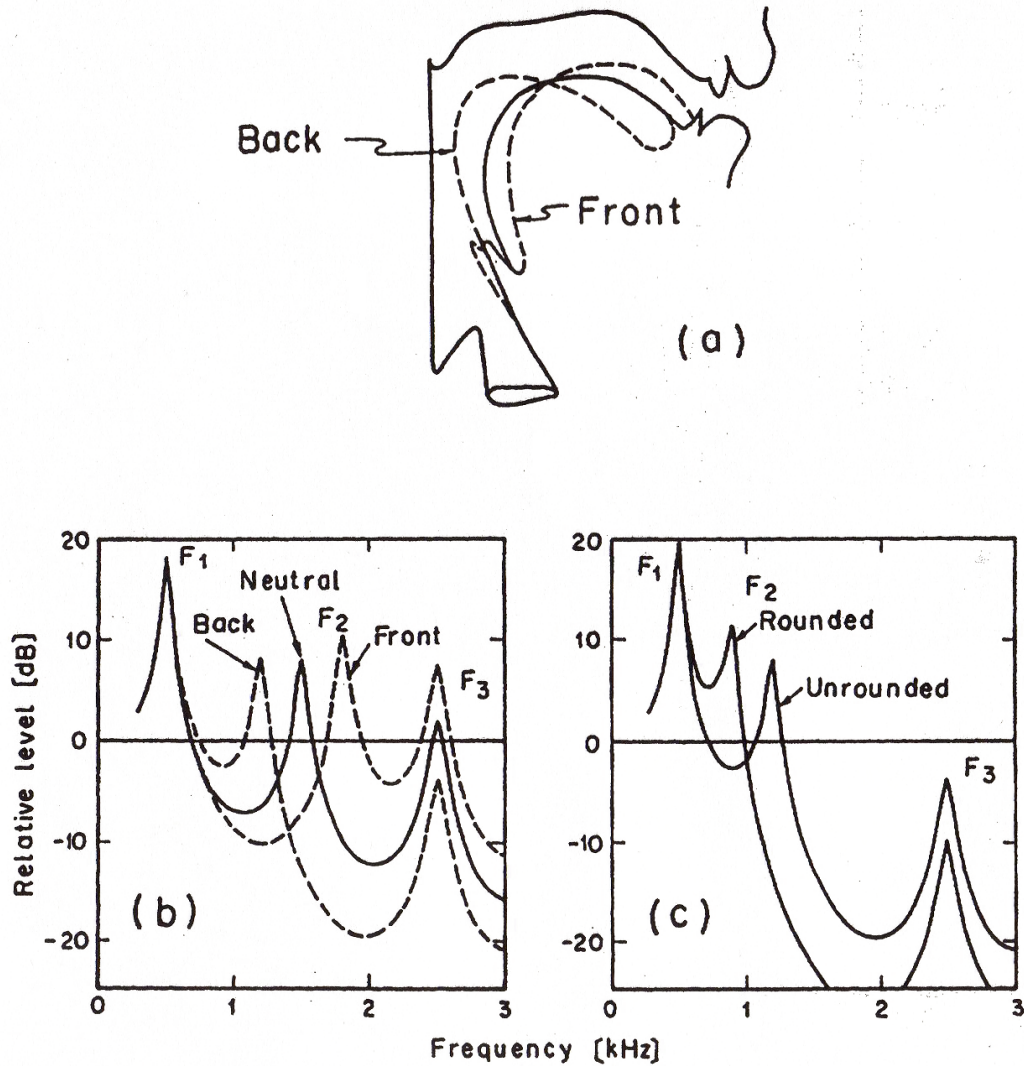 Back
Front
(a)
20
10
0
-10
-20
0
1
2
3
F1
Neutral
Back
F2
Front
F3
(b)
Relative level [dB]
20
10
0
-10
-20
0
1
2
3
F1
F2
Rounded
Unrounded
F3
(c)
Frequency [kHz]